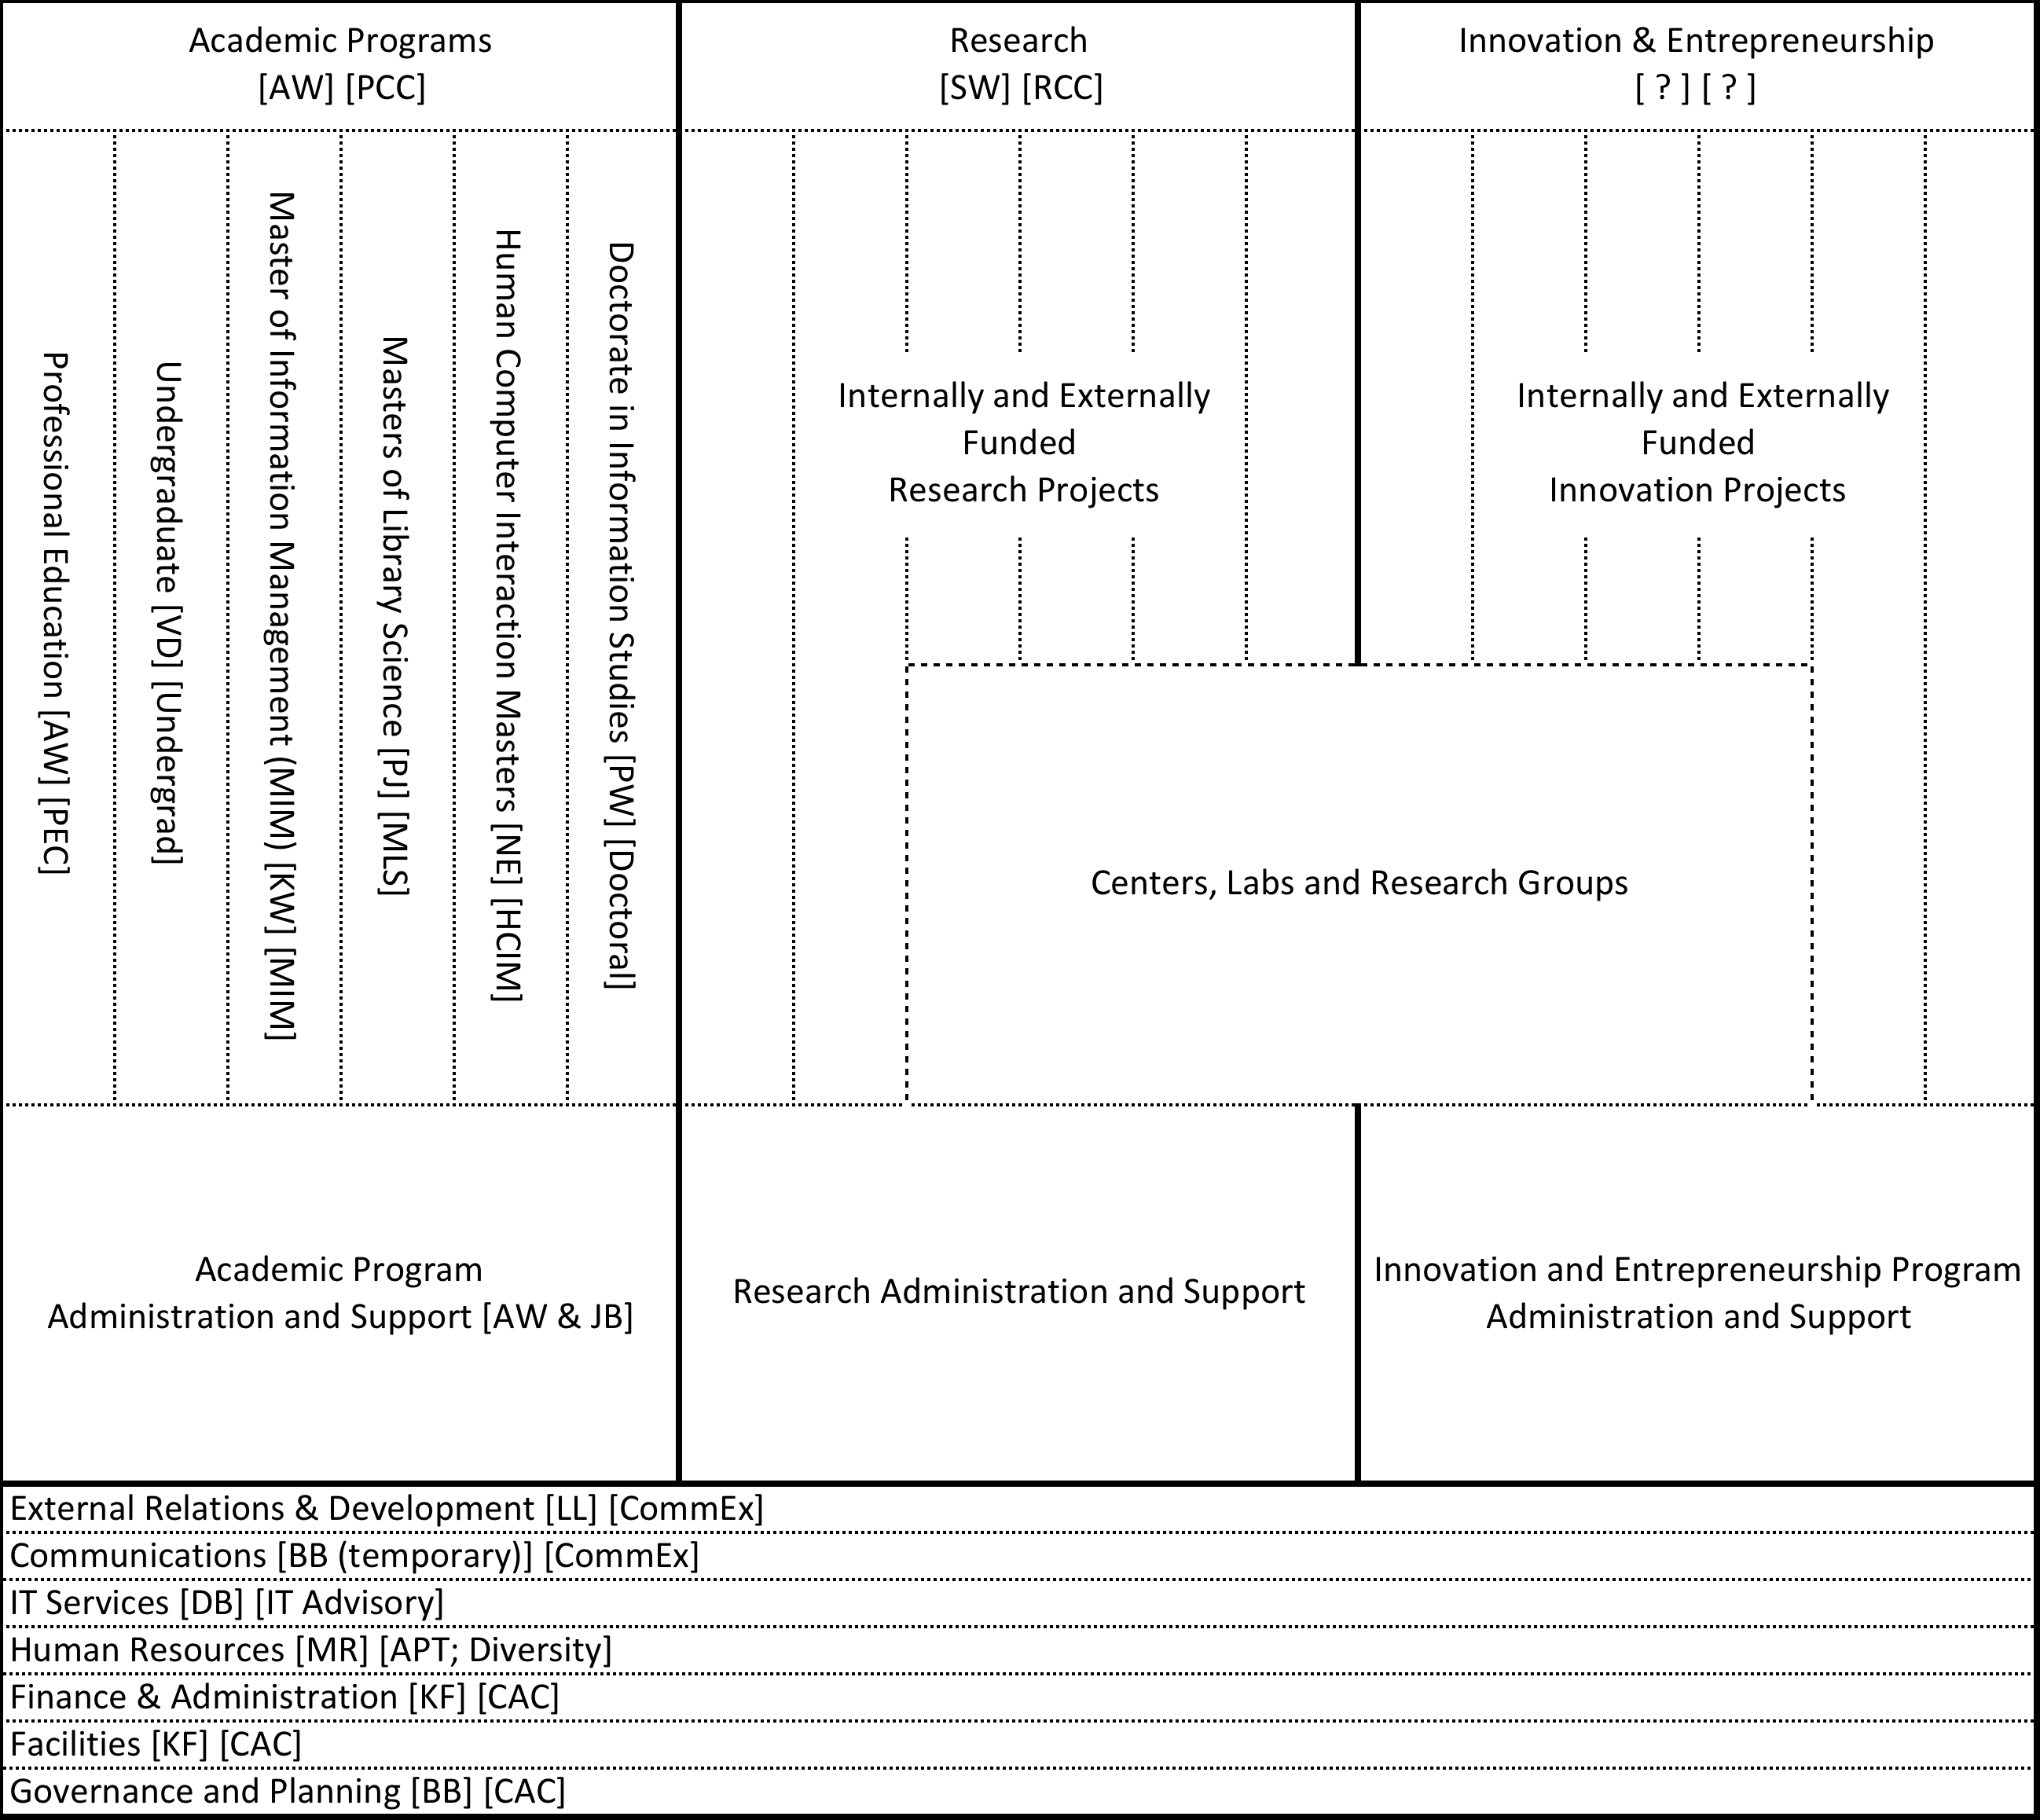 Academic Programs
[AW] [PCC]
Research
[SW] [RCC]
Innovation & Entrepreneurship
[ ? ] [ ? ]
Professional Education [AW] [PEC]
Undergraduate [VD] [Undergrad]
Master of Information Management (MIM) [KW] [MIM]
Masters of Library Science [PJ] [MLS]
Human Computer Interaction Masters [NE] [HCIM]
Doctorate in Information Studies [PW] [Doctoral]
Internally and Externally
Funded
Research Projects
Internally and Externally
Funded
Innovation Projects
Centers, Labs and Research Groups
Academic Program
Administration and Support [AW & JB]
Research Administration and Support
Innovation and Entrepreneurship Program
Administration and Support
External Relations & Development [LL] [CommEx]
Communications [BB (temporary)] [CommEx]
IT Services [DB] [IT Advisory]
Human Resources [MR] [APT; Diversity]
Finance & Administration [KF] [CAC]
Facilities [KF] [CAC]
Governance and Planning [BB] [CAC]